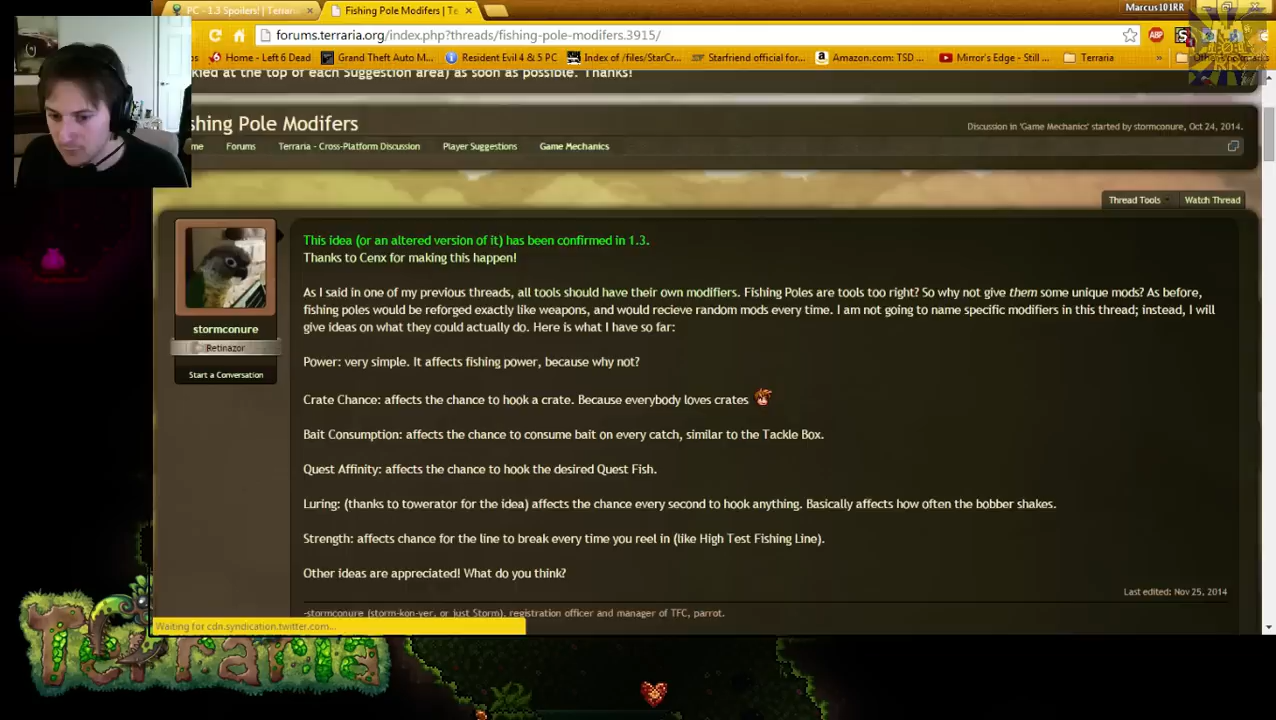 PC - 1.3 Spoilers! | Terraria
Fishing Pole Modifiers | Te
Marcus101RR
forums.terraria.org/index.php?threads/fishing-pole-modifers.3915/
Home - Left 6 Dead
Grand Theft Auto M...
Resident Evil 4 & 5 PC
Index of /files/StarCr...
Starfriend official for...
Amazon.com: TSD ...
Mirror's Edge - Still ...
Terraria
»
ked at the top of each Suggestion area) as soon as possible. Thanks!
shing Pole Modifers
Discussion in 'Game Mechanics' started by stormconure, Oct 24, 2014.
me Forums Terraria - Cross-Platform Discussion Player Suggestions Game Mechanics
Thread Tools Watch Thread
This idea (or an altered version of it) has been confirmed in 1.3.
Thanks to Cenx for making this happen!
As I said in one of my previous threads, all tools should have their own modifiers. Fishing Poles are tools too right? So why not give them some unique mods? As before,
fishing poles would be reforged exactly like weapons, and would recieve random mods every time. I am not going to name specific modifiers in this thread; instead, I will
give ideas on what they could actually do. Here is what I have so far:
stormconure
Retinazor
Start a Conversation
Power: very simple. It affects fishing power, because why not?
Crate Chance: affects the chance to hook a crate. Because everybody loves crates
Bait Consumption: affects the chance to consume bait on every catch, similar to the Tackle Box.
Quest Affinity: affects the chance to hook the desired Quest Fish.
Luring: (thanks to towerator for the idea) affects the chance every second to hook anything. Basically affects how often the bobber shakes.
Strength: affects chance for the line to break every time you reel in (like High Test Fishing Line).
Other ideas are appreciated! What do you think?
Last edited: Nov 25, 2014
-stormconure (storm-kon-yer, or just Storm), registration officer and manager of TFC, parrot.
Waiting for cdn.syndication.twitter.com...
Terraria